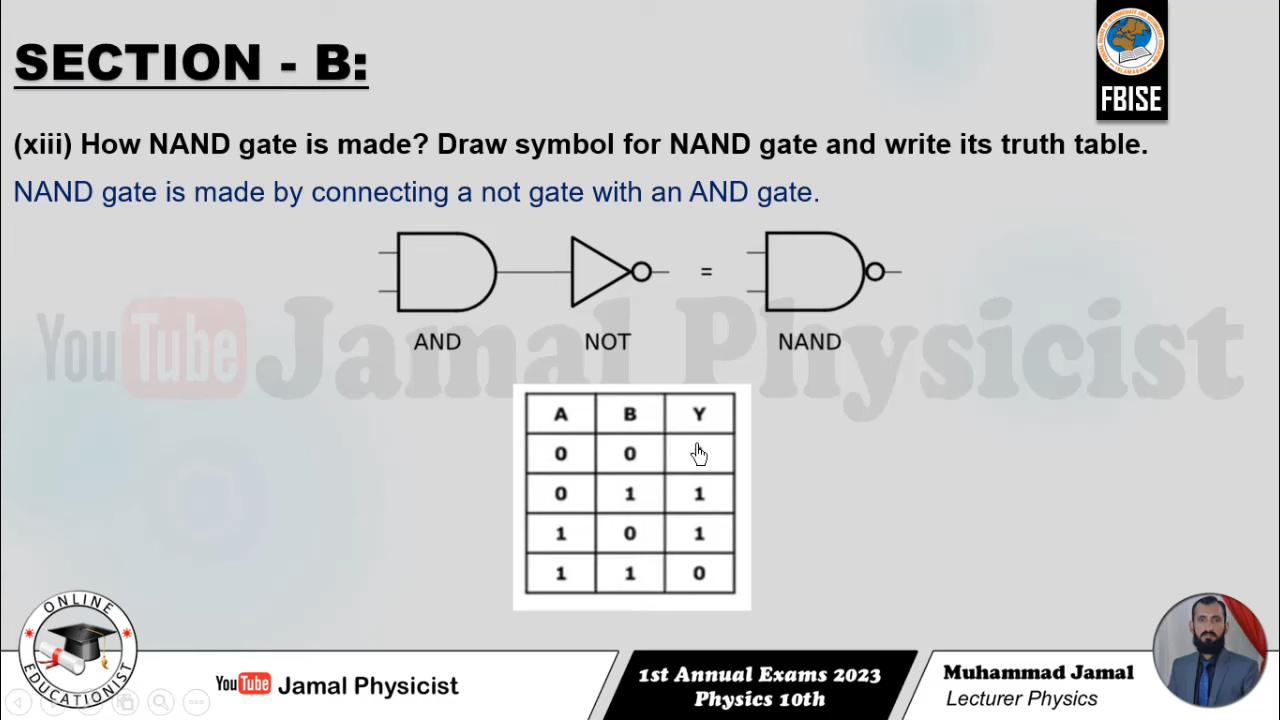 SECTION - B:
FBISE
(xiii) How NAND gate is made? Draw symbol for NAND gate and write its truth table.
NAND gate is made by connecting a not gate with an AND gate.
=
AND NOT NAND
YouTube Jamal Physicist
A B Y
0 0
0 1 1
1 0 1
1 1 0
ONLINE
EDUCATIONIST
YouTube Jamal Physicist
1st Annual Exams 2023
Physics 10th
Muhammad Jamal
Lecturer Physics